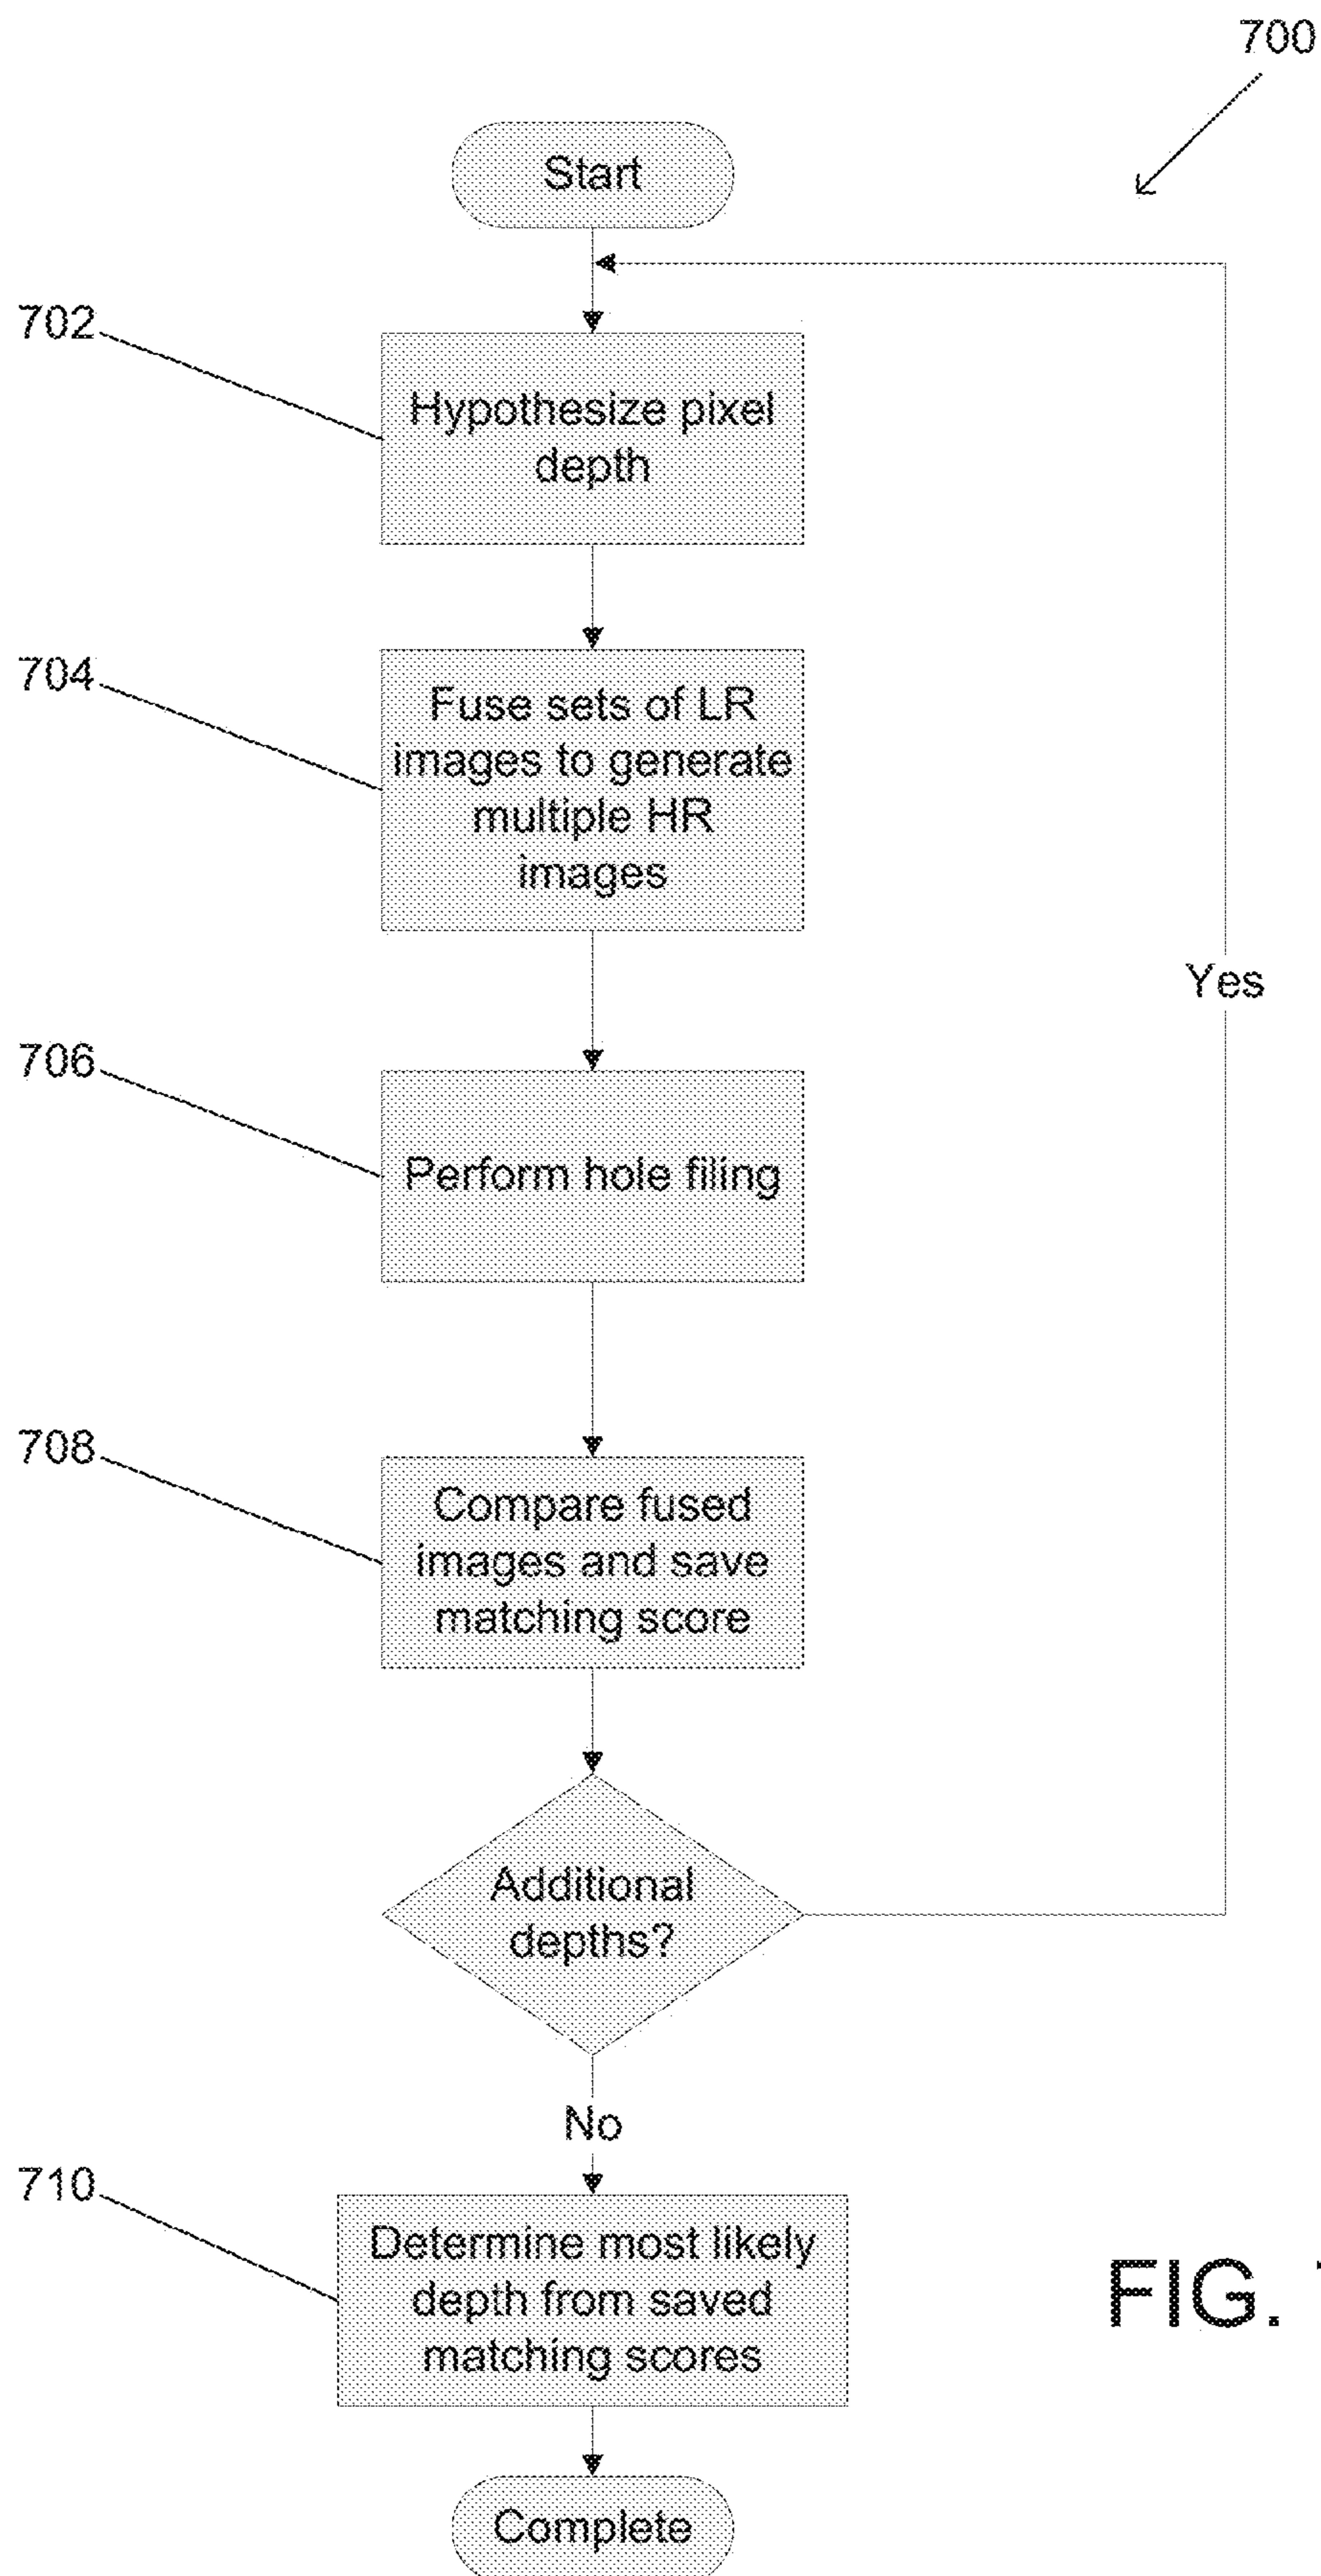 700
Start
702
Hypothesize pixel
depth
704
Fuse sets of LR
images to generate
multiple HR
images
Yes
706
Perform hole filing
708
Compare fused
images and save
matching score
Additional
depths?
No
710
Determine most likely
depth from saved
matching scores
FIG.
Complete